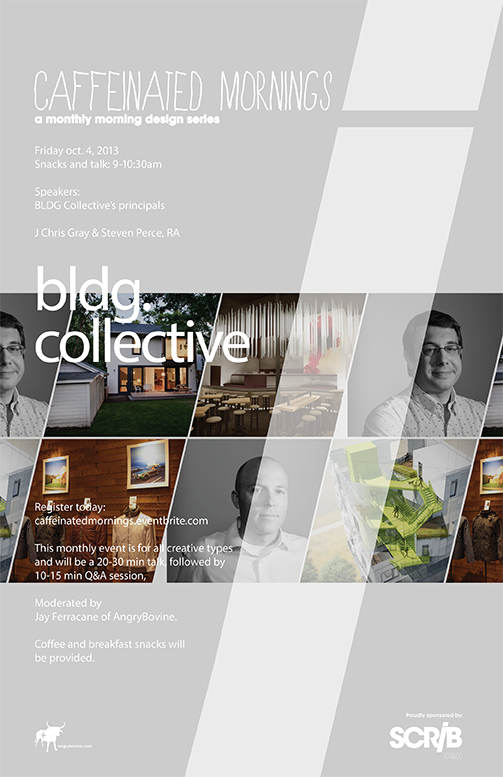 CAFFEINATED MORNINGS
a monthly morning design series
Friday oct. 4, 2013
Snacks and talk: 9-10:30am
Speakers:
BLDG Collective's principals
J Chris Gray & Steven Perce, RA
bldg.
collective
Register today:
caffeinatedmornings.eventbrite.com
This monthly event is for all creative types
and will be a 20-30 min talk, followed by
10-15 min Q&A session,
Moderated by
Jay Ferracane of AngryBovine.
Coffee and breakfast snacks will
be provided.
angrybovine.com
Proudly sponsored by:
SCRIB